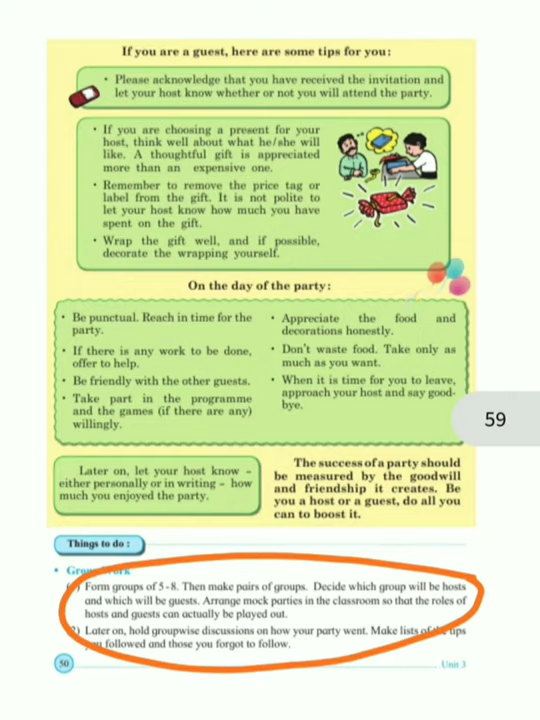 If you are a guest, here are some tips for you:
• Please acknowledge that you have received the invitation and
let your host know whether or not you will attend the party.
• If you are choosing a present for your
host, think well about what he/she will
like. A thoughtful gift is appreciated
more than an expensive one.
• Remember to remove the price tag or
label from the gift. It is not polite to
let your host know how much you have
spent on the gift.
• Wrap the gift well, and if possible,
decorate the wrapping yourself.
On the day of the party:
• Be punctual. Reach in time for the
party.
• If there is any work to be done,
offer to help.
• Be friendly with the other guests.
• Take part in the programme
and the games (if there are any)
willingly.
• Appreciate the food and
decorations honestly.
• Don't waste food. Take only as
much as you want.
• When it is time for you to leave,
approach your host and say good-
bye.
59
Later on, let your host know –
either personally or in writing – how
much you enjoyed the party.
The success of a party should
be measured by the goodwill
and friendship it creates. Be
you a host or a guest, do all you
can to boost it.
Things to do :
• Group work
Form groups of 5-8. Then make pairs of groups. Decide which group will be hosts
and which will be guests. Arrange mock parties in the classroom so that the roles of
hosts and guests can actually be played out.
Later on, hold groupwise discussions on how your party went. Make lists of the tips
you followed and those you forgot to follow.
50
Unit 3